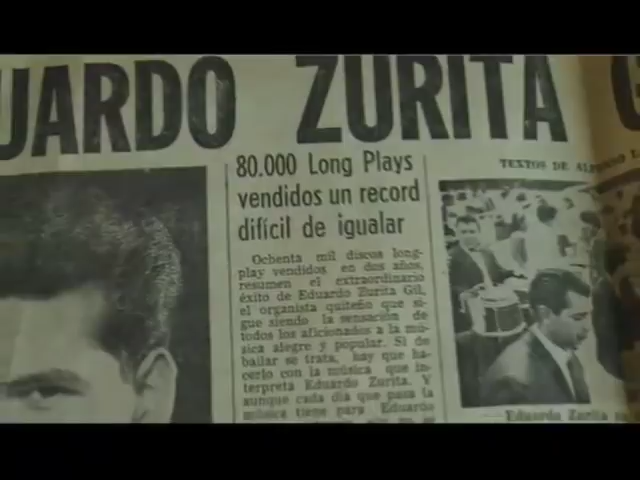 UARDO ZURITA G
TEXTOS DE
80.000 Long Plays
vendidos un record
difícil de igualar
Ochenta mil discos long-
play vendidos en dos años,
resumen el extraordinario
éxito de Eduardo Zurita Gil,
el organista quiteño que si-
gue siendo la sensación de
todos los aficionados a la mú-
sica alegre y popular. Si de
bailar se trata, hay que ha-
cerlo con la música que in-
terpreta Eduardo Zurita. Y
aunque cada día que pasa la
música tiene para Eduardo
Eduardo Zurita